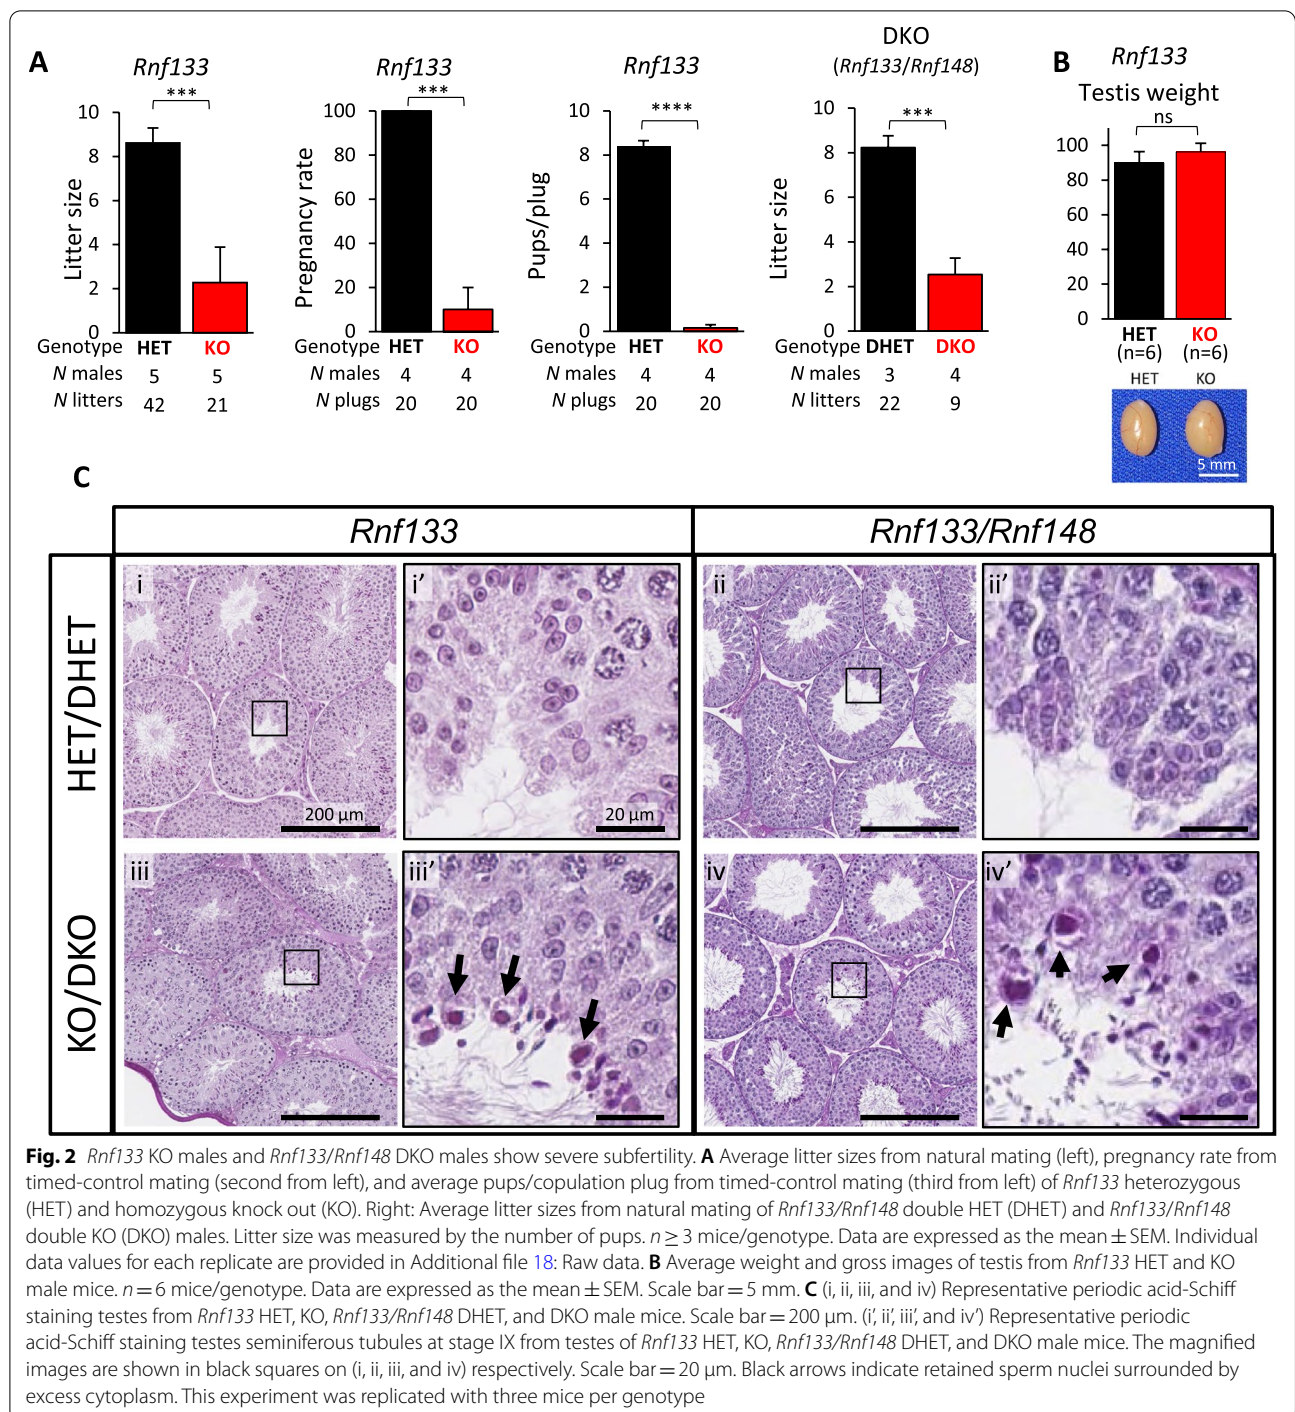 A
Rnf133
***
Litter size
10
8
6
4
2
0
Genotype HET KO
N males 5 5
N litters 42 21
Rnf133
***
Pregnancy rate
100
80
60
40
20
0
Genotype HET KO
N males 4 4
N plugs 20 20
Rnf133
****
Pups/plug
10
8
6
4
2
0
Genotype HET KO
N males 4 4
N plugs 20 20
DKO
(Rnf133/Rnf148)
***
Litter size
10
8
6
4
2
0
Genotype DHET DKO
N males 3 4
N litters 22 9
B
Rnf133
Testis weight
ns
100
80
60
40
20
0
HET KO
(n=6) (n=6)
HET KO
5 mm
C
Rnf133 Rnf133/Rnf148
HET/DHET
i i’ ii ii’
200 µm 20 µm
KO/DKO
iii iii’ iv iv’
Fig. 2 Rnf133 KO males and Rnf133/Rnf148 DKO males show severe subfertility. A Average litter sizes from natural mating (left), pregnancy rate from
timed-control mating (second from left), and average pups/copulation plug from timed-control mating (third from left) of Rnf133 heterozygous
(HET) and homozygous knock out (KO). Right: Average litter sizes from natural mating of Rnf133/Rnf148 double HET (DHET) and Rnf133/Rnf148
double KO (DKO) males. Litter size was measured by the number of pups. n ≥ 3 mice/genotype. Data are expressed as the mean ± SEM. Individual
data values for each replicate are provided in Additional file 18: Raw data. B Average weight and gross images of testis from Rnf133 HET and KO
male mice. n = 6 mice/genotype. Data are expressed as the mean ± SEM. Scale bar = 5 mm. C (i, ii, iii, and iv) Representative periodic acid-Schiff
staining testes from Rnf133 HET, KO, Rnf133/Rnf148 DHET, and DKO male mice. Scale bar = 200 µm. (i’, ii’, iii’, and iv’) Representative periodic
acid-Schiff staining testes seminiferous tubules at stage IX from testes of Rnf133 HET, KO, Rnf133/Rnf148 DHET, and DKO male mice. The magnified
images are shown in black squares on (i, ii, iii, and iv) respectively. Scale bar = 20 µm. Black arrows indicate retained sperm nuclei surrounded by
excess cytoplasm. This experiment was replicated with three mice per genotype